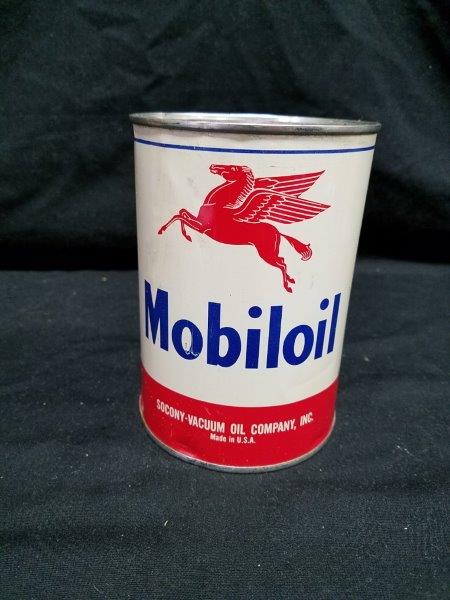 Mobiloil
SOCONY-VACUUM OIL COMPANY, INC.
Made in U.S.A.